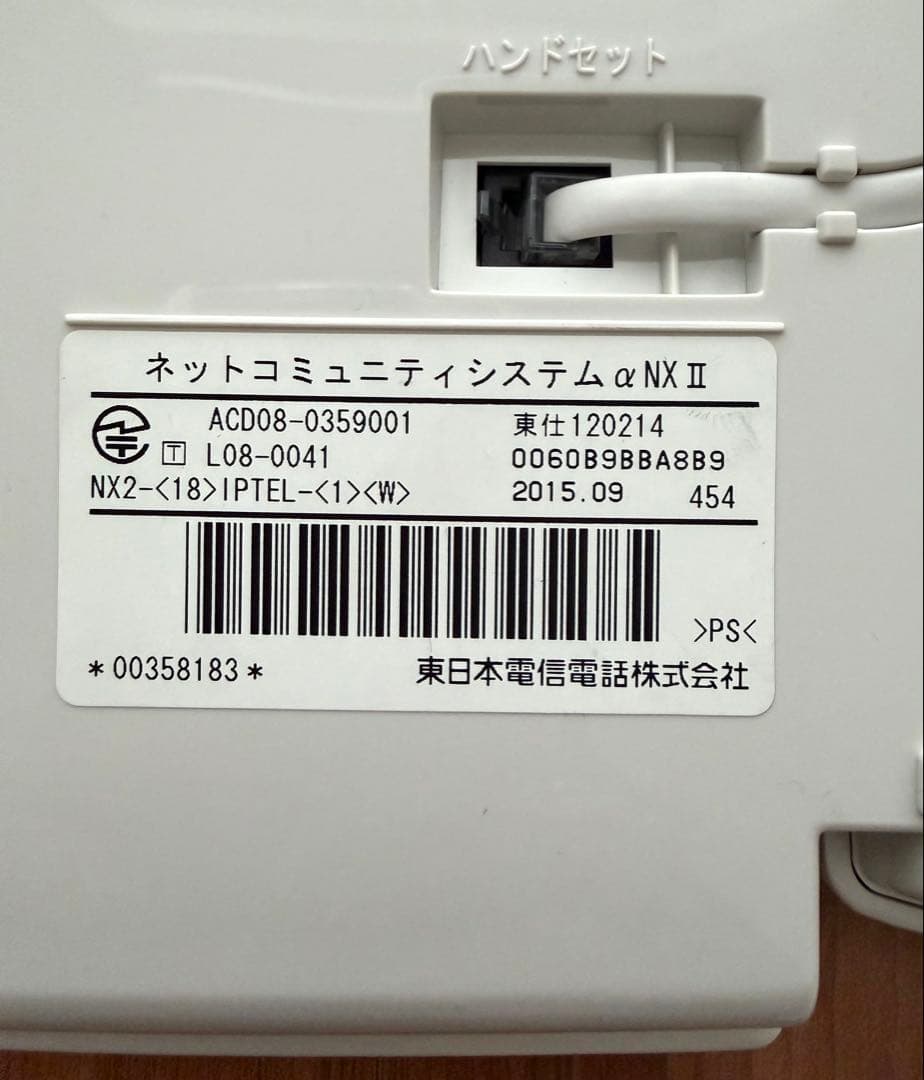 ハンドセット
ネットコミュニティシステムαNXⅡ
ACD08-0359001 東仕120214
T L08-0041 0060B9BBA8B9
NX2-<18>IPTEL-<1><W> 2015.09 454
>PS<
*00358183* 東日本電信電話株式会社